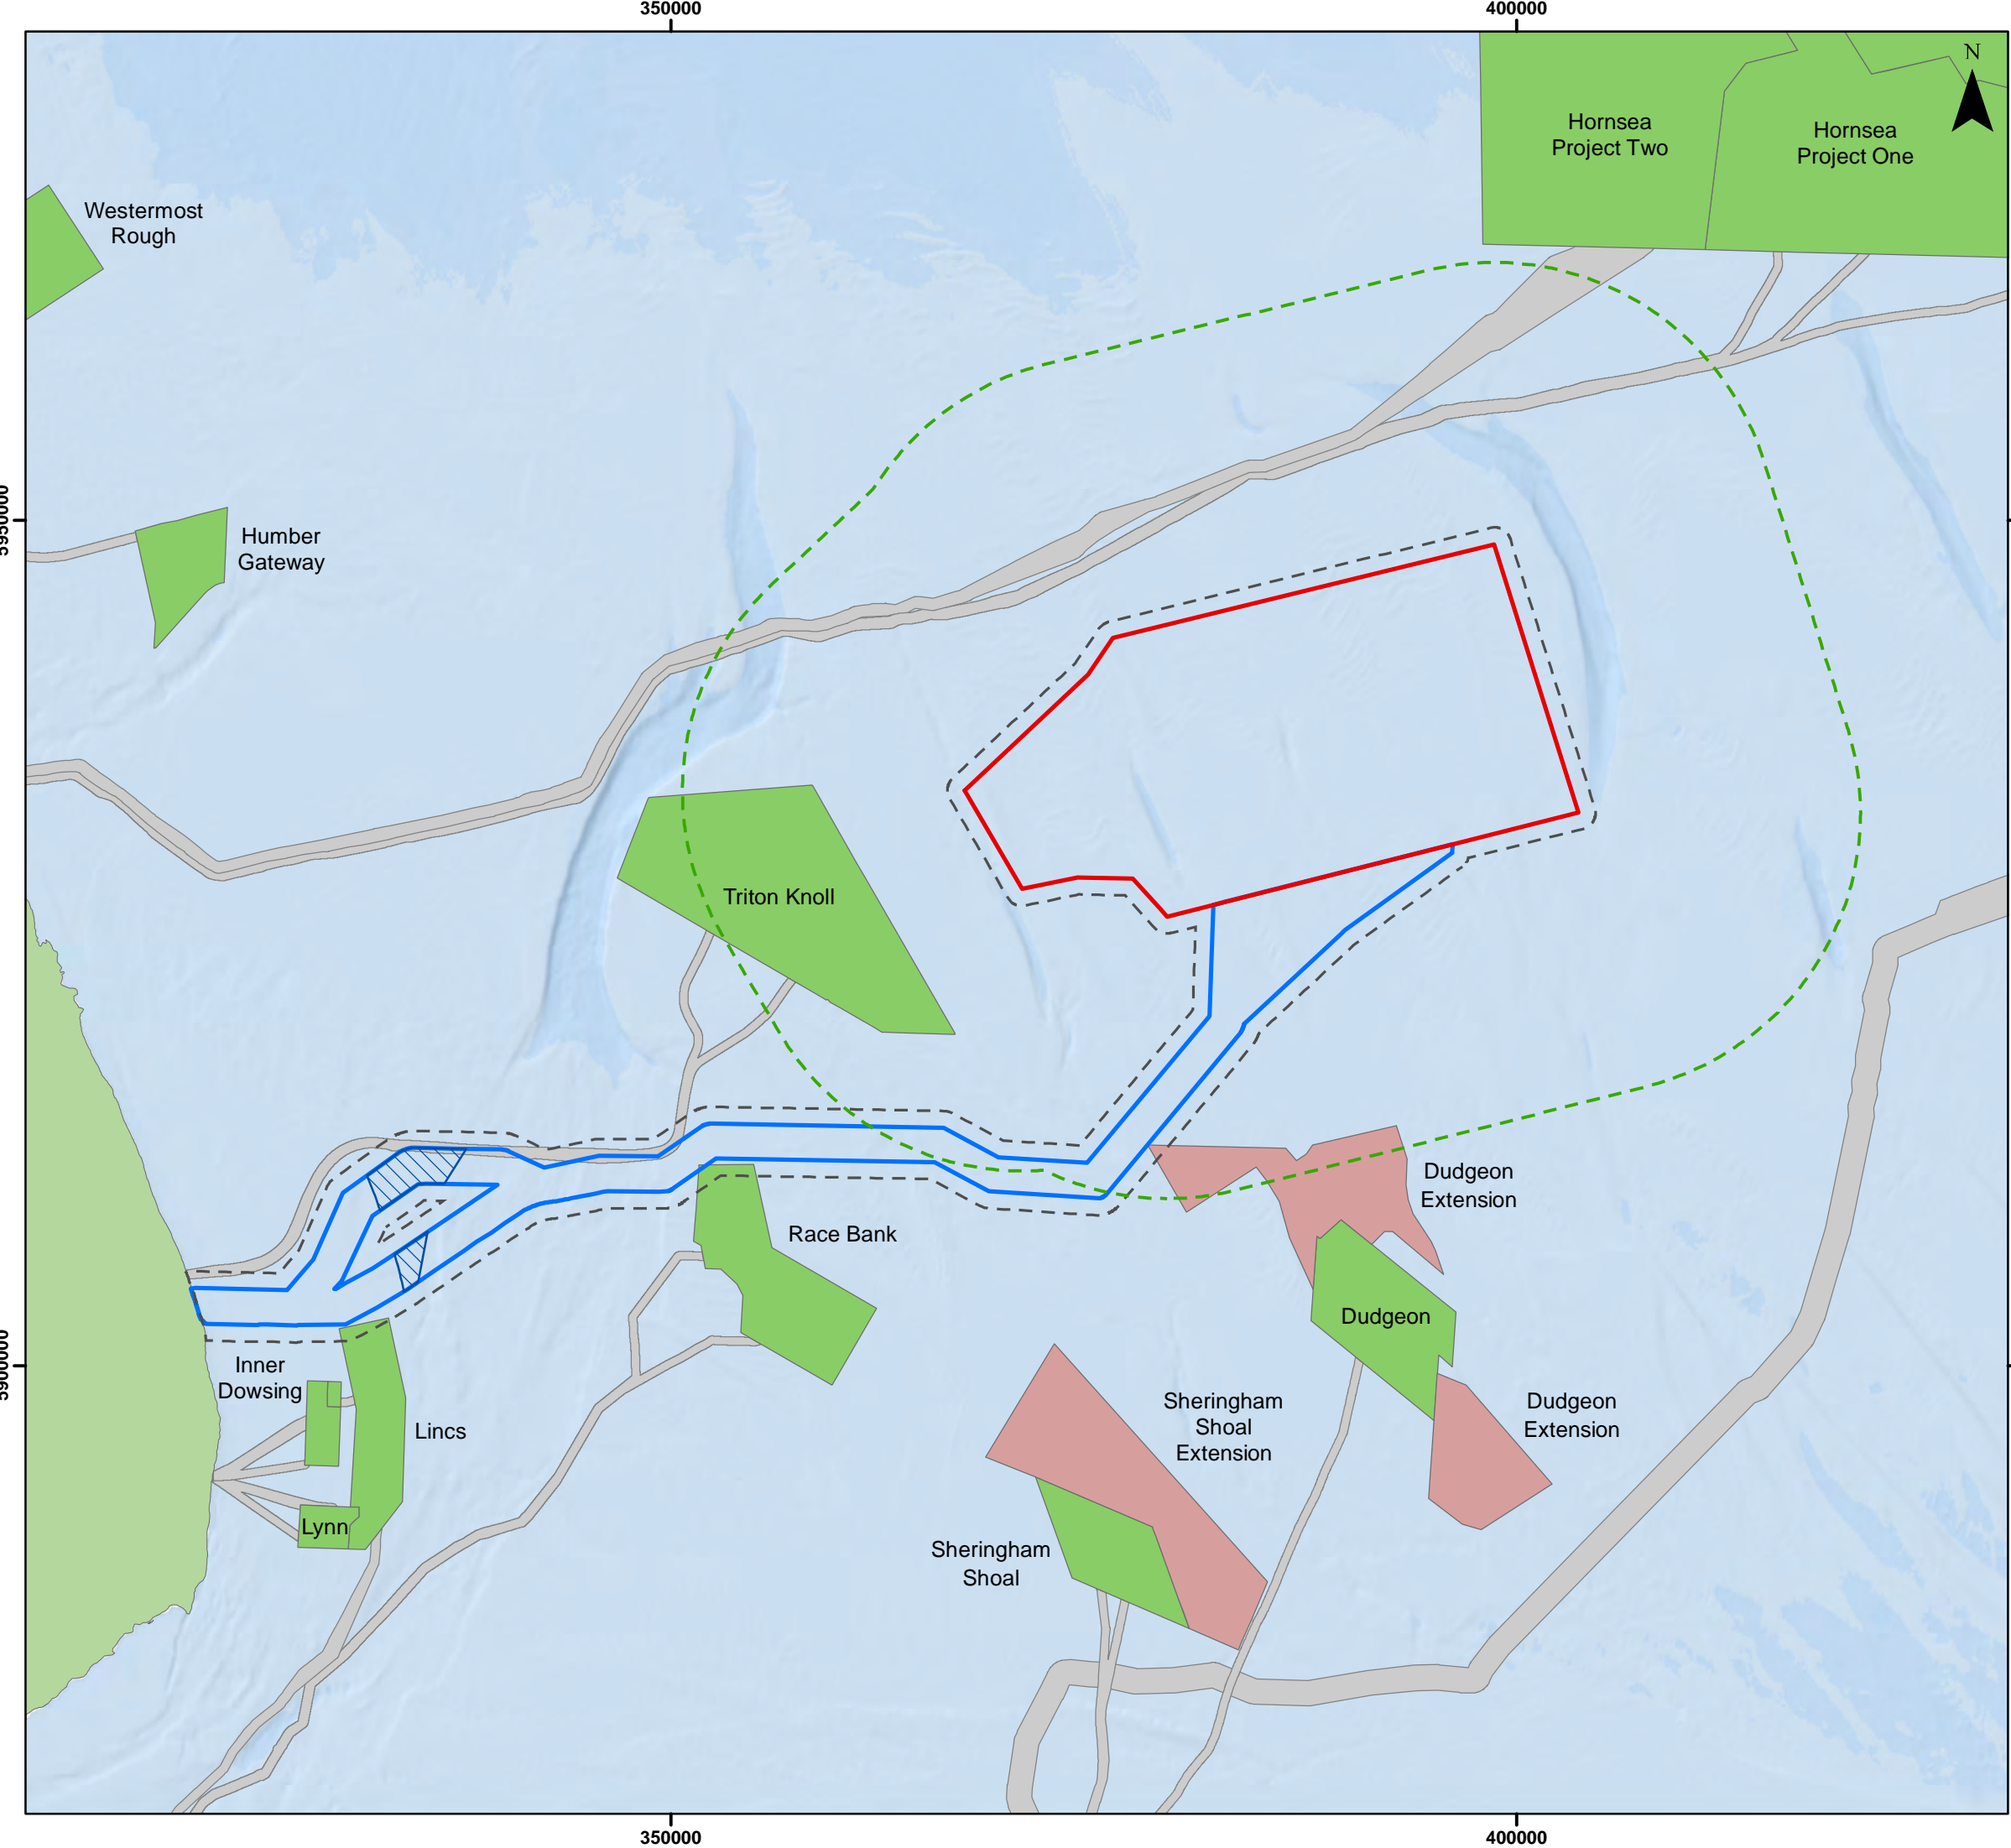 350000
400000
N
Hornsea
Project Two
Hornsea
Project One
Westermost
Rough
Humber
Gateway
Triton Knoll
Dudgeon
Extension
Race Bank
Dudgeon
Inner
Dowsing
Sheringham
Shoal
Extension
Dudgeon
Extension
Lincs
Lynn
Sheringham
Shoal
350000
400000